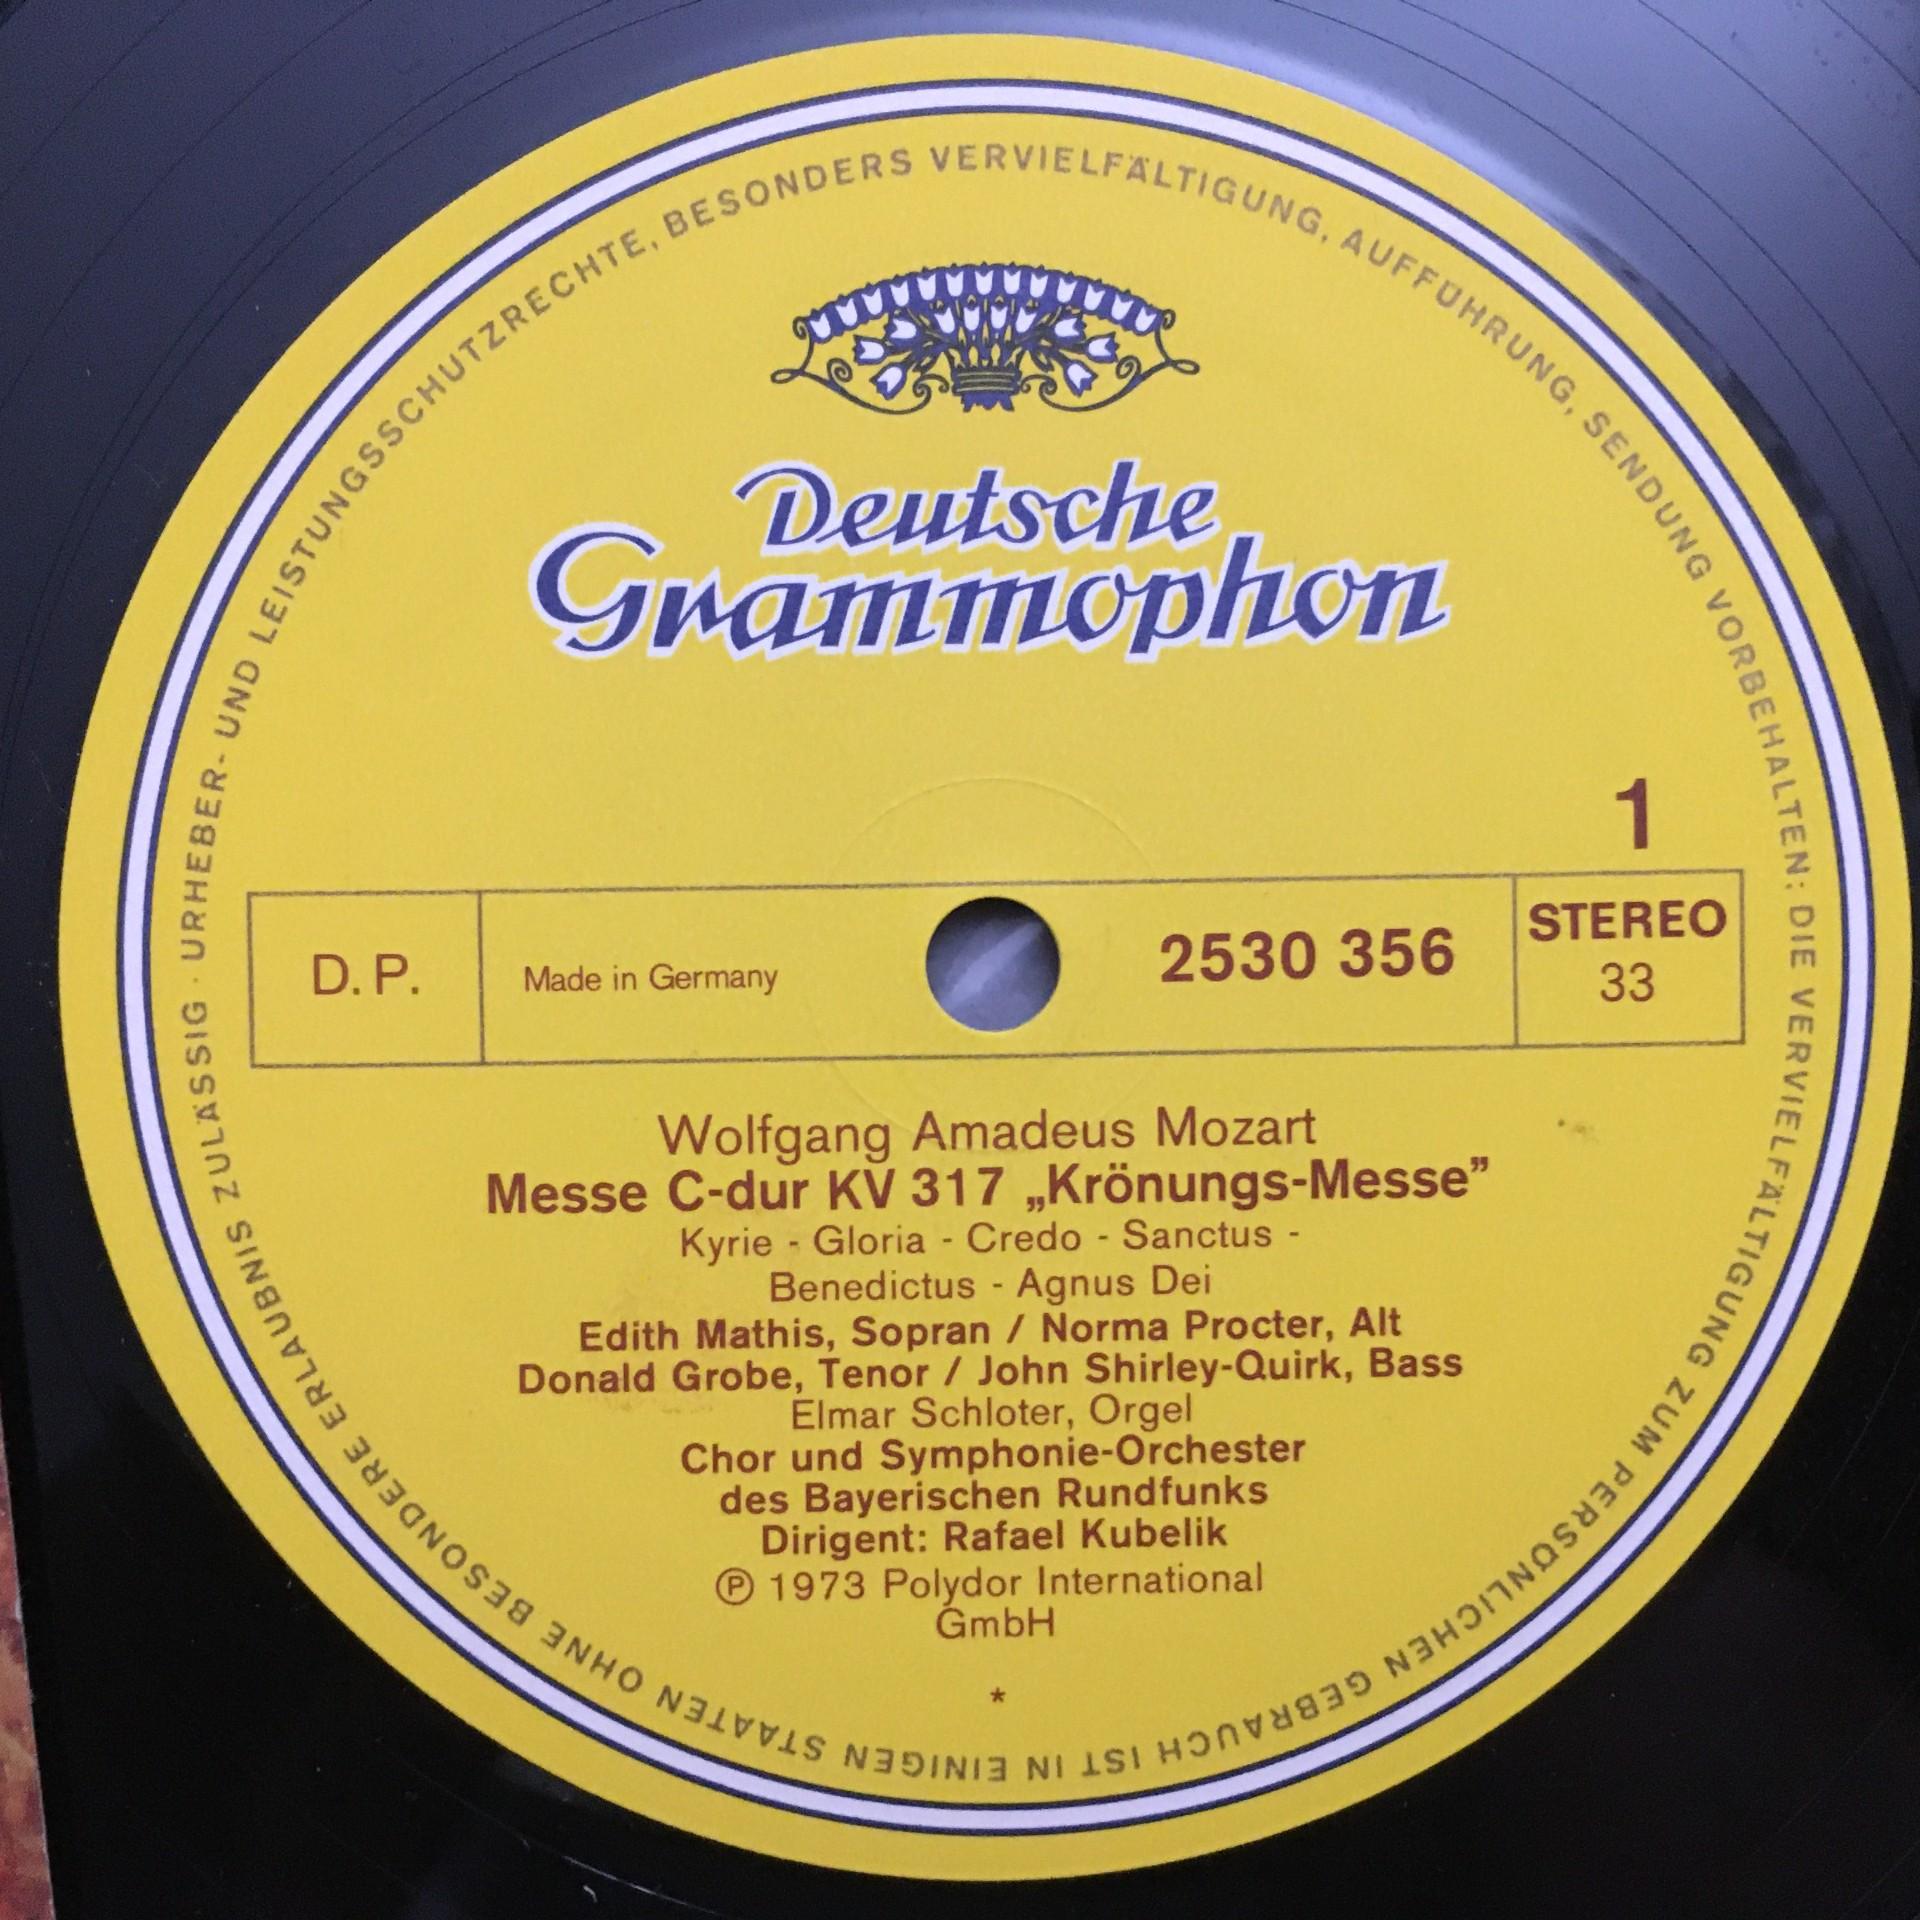 Deutsche
Grammophon
1
D. P.
Made in Germany
2530 356
STEREO
33
Wolfgang Amadeus Mozart
Messe C-dur KV 317 „Krönungs-Messe”
Kyrie - Gloria - Credo - Sanctus -
Benedictus - Agnus Dei
Edith Mathis, Sopran / Norma Procter, Alt
Donald Grobe, Tenor / John Shirley-Quirk, Bass
Elmar Schloter, Orgel
Chor und Symphonie-Orchester
des Bayerischen Rundfunks
Dirigent: Rafael Kubelik
℗ 1973 Polydor International
GmbH
*
· URHEBER- UND LEISTUNGSSCHUTZRECHTE, BESONDERS VERVIELFÄLTIGUNG, AUFFÜHRUNG, SENDUNG VORBEHALTEN: DIE VERVIELFÄLTIGUNG ZUM PERSÖNLICHEN GEBRAUCH IST IN EINIGEN STAATEN OHNE BESONDERE ERLAUBNIS ZULÄSSIG